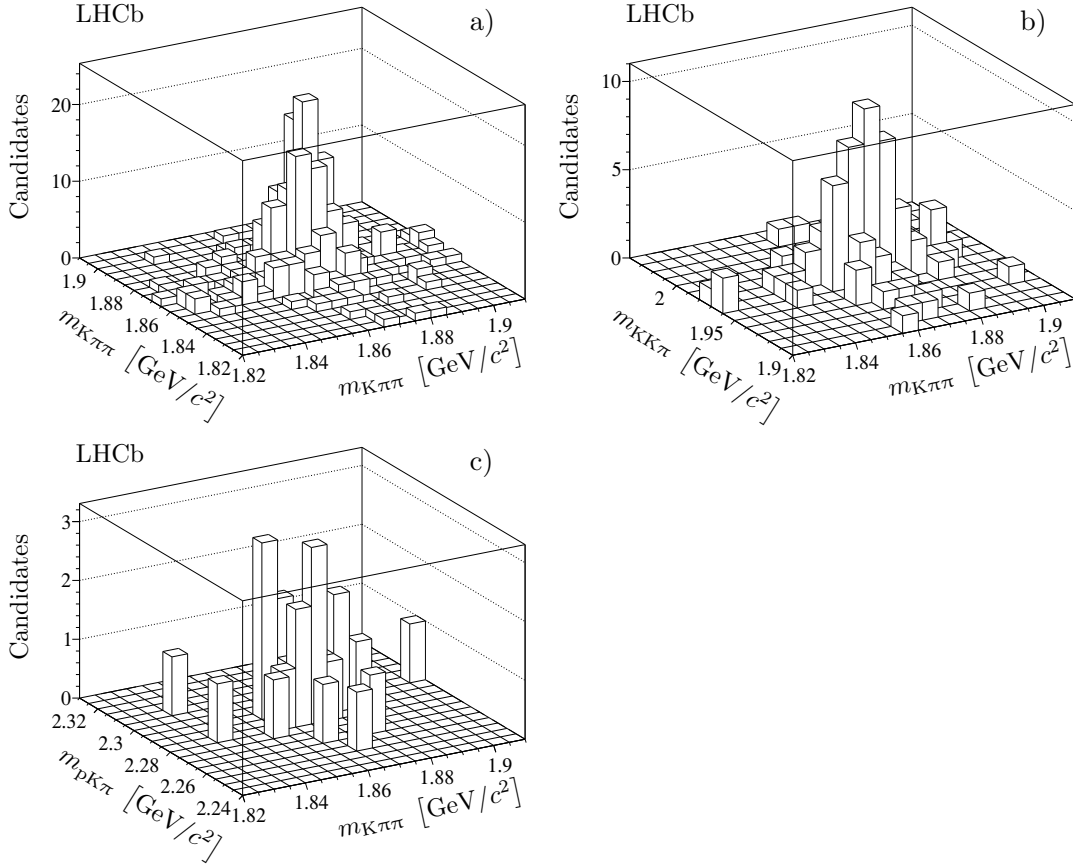 LHCb
a)
Candidates
20
10
0
1.9
1.88
1.86
1.84
1.82
m_{Kππ} [GeV/c²]
1.82
1.84
1.86
1.88
1.9
m_{Kππ} [GeV/c²]
LHCb
b)
Candidates
10
5
0
2
1.95
1.9
m_{KKπ} [GeV/c²]
1.82
1.84
1.86
1.88
1.9
m_{Kππ} [GeV/c²]
LHCb
c)
Candidates
3
2
1
0
2.32
2.3
2.28
2.26
2.24
m_{pKπ} [GeV/c²]
1.82
1.84
1.86
1.88
1.9
m_{Kππ} [GeV/c²]